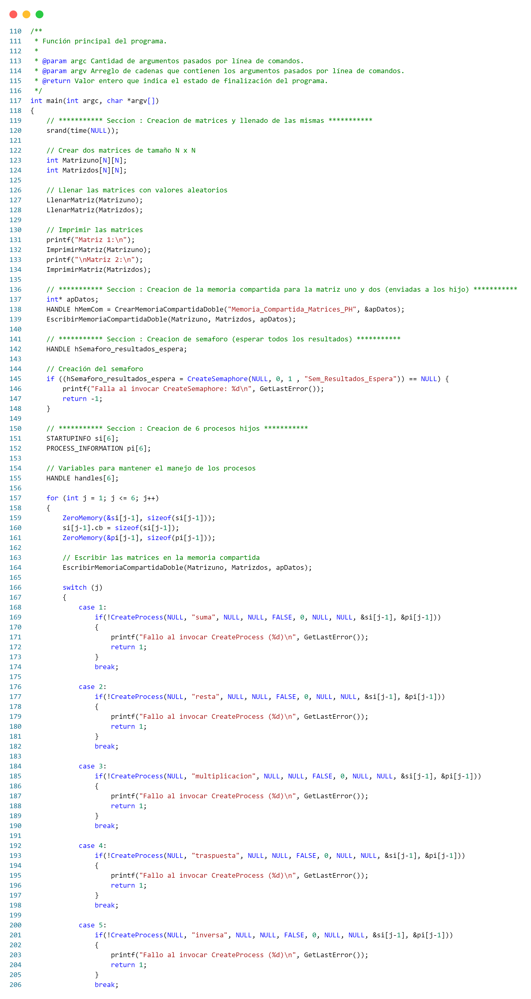 110 /**
111  * Función principal del programa.
112  *
113  * @param argc Cantidad de argumentos pasados por línea de comandos.
114  * @param argv Arreglo de cadenas que contienen los argumentos pasados por línea de comandos.
115  * @return Valor entero que indica el estado de finalización del programa.
116  */
117 int main(int argc, char *argv[])
118 {
119     // *********** Seccion : Creacion de matrices y llenado de las mismas ***********
120     srand(time(NULL));
121
122     // Crear dos matrices de tamaño N x N
123     int Matrizuno[N][N];
124     int Matrizdos[N][N];
125
126     // Llenar las matrices con valores aleatorios
127     LlenarMatriz(Matrizuno);
128     LlenarMatriz(Matrizdos);
129
130     // Imprimir las matrices
131     printf("Matriz 1:\n");
132     ImprimirMatriz(Matrizuno);
133     printf("\nMatriz 2:\n");
134     ImprimirMatriz(Matrizdos);
135
136     // *********** Seccion : Creacion de la memoria compartida para la matriz uno y dos (enviadas a los hijo) ***********
137     int* apDatos;
138     HANDLE hMemCom = CrearMemoriaCompartidaDoble("Memoria_Compartida_Matrices_PH", &apDatos);
139     EscribirMemoriaCompartidaDoble(Matrizuno, Matrizdos, apDatos);
140
141     // *********** Seccion : Creacion de semaforo (esperar todos los resultados) ***********
142     HANDLE hSemaforo_resultados_espera;
143
144     // Creación del semaforo
145     if ((hSemaforo_resultados_espera = CreateSemaphore(NULL, 0, 1 , "Sem_Resultados_Espera")) == NULL) {
146         printf("Falla al invocar CreateSemaphore: %d\n", GetLastError());
147         return -1;
148     }
149
150     // *********** Seccion : Creacion de 6 procesos hijos ***********
151     STARTUPINFO si[6];
152     PROCESS_INFORMATION pi[6];
153
154     // Variables para mantener el manejo de los procesos
155     HANDLE handles[6];
156
157     for (int j = 1; j <= 6; j++)
158     {
159         ZeroMemory(&si[j-1], sizeof(si[j-1]));
160         si[j-1].cb = sizeof(si[j-1]);
161         ZeroMemory(&pi[j-1], sizeof(pi[j-1]));
162
163         // Escribir las matrices en la memoria compartida
164         EscribirMemoriaCompartidaDoble(Matrizuno, Matrizdos, apDatos);
165
166         switch (j)
167         {
168             case 1:
169                 if(!CreateProcess(NULL, "suma", NULL, NULL, FALSE, 0, NULL, NULL, &si[j-1], &pi[j-1]))
170                 {
171                     printf("Fallo al invocar CreateProcess (%d)\n", GetLastError());
172                     return 1;
173                 }
174                 break;
175
176             case 2:
177                 if(!CreateProcess(NULL, "resta", NULL, NULL, FALSE, 0, NULL, NULL, &si[j-1], &pi[j-1]))
178                 {
179                     printf("Fallo al invocar CreateProcess (%d)\n", GetLastError());
180                     return 1;
181                 }
182                 break;
183
184             case 3:
185                 if(!CreateProcess(NULL, "multiplicacion", NULL, NULL, FALSE, 0, NULL, NULL, &si[j-1], &pi[j-1]))
186                 {
187                     printf("Fallo al invocar CreateProcess (%d)\n", GetLastError());
188                     return 1;
189                 }
190                 break;
191
192             case 4:
193                 if(!CreateProcess(NULL, "traspuesta", NULL, NULL, FALSE, 0, NULL, NULL, &si[j-1], &pi[j-1]))
194                 {
195                     printf("Fallo al invocar CreateProcess (%d)\n", GetLastError());
196                     return 1;
197                 }
198                 break;
199
200             case 5:
201                 if(!CreateProcess(NULL, "inversa", NULL, NULL, FALSE, 0, NULL, NULL, &si[j-1], &pi[j-1]))
202                 {
203                     printf("Fallo al invocar CreateProcess (%d)\n", GetLastError());
204                     return 1;
205                 }
206                 break;